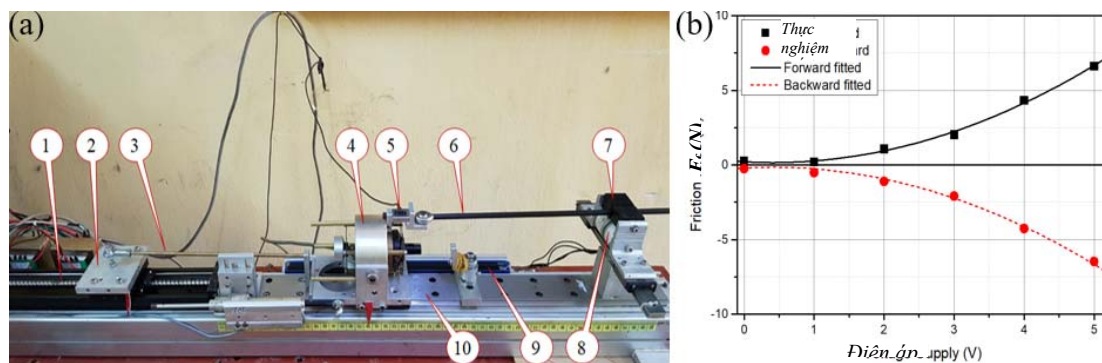 (a)
1
2
3
4
5
6
7
8
9
10
(b)
Thực
nghiệm
Forward fitted
Backward fitted
10
5
0
-5
-10
Friction
(N)
0
1
2
3
4
5
Điện áp
upply (V)